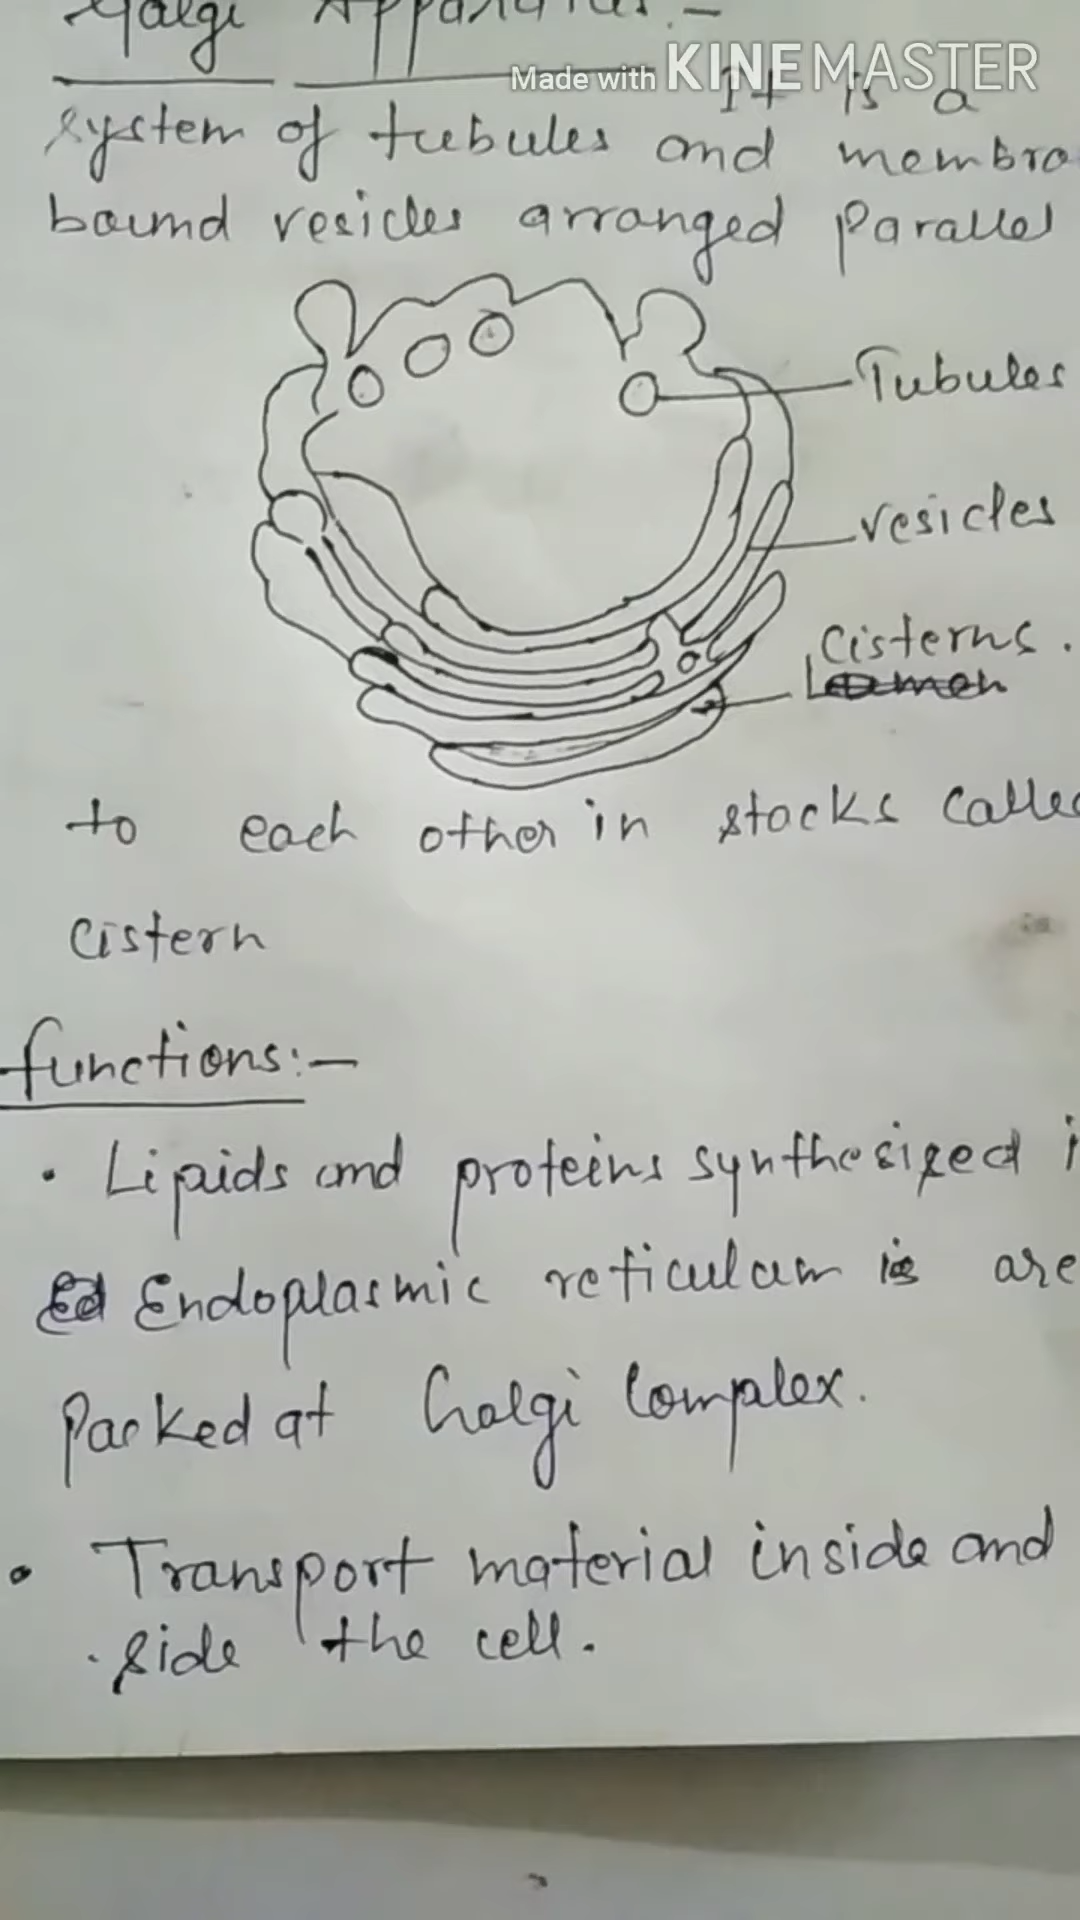 Golgi Apparatus:-
Made with KINEMASTER
It is a
system of tubules and membra
bound vesicles arranged parallel
Tubules
vesicles
Cisterns.
to each other in stacks calle
cistern
functions:-
• Lipids and proteins synthesized i
Endoplasmic reticulum is are
Packed at Golgi Complex.
• Transport material inside and
side the cell.